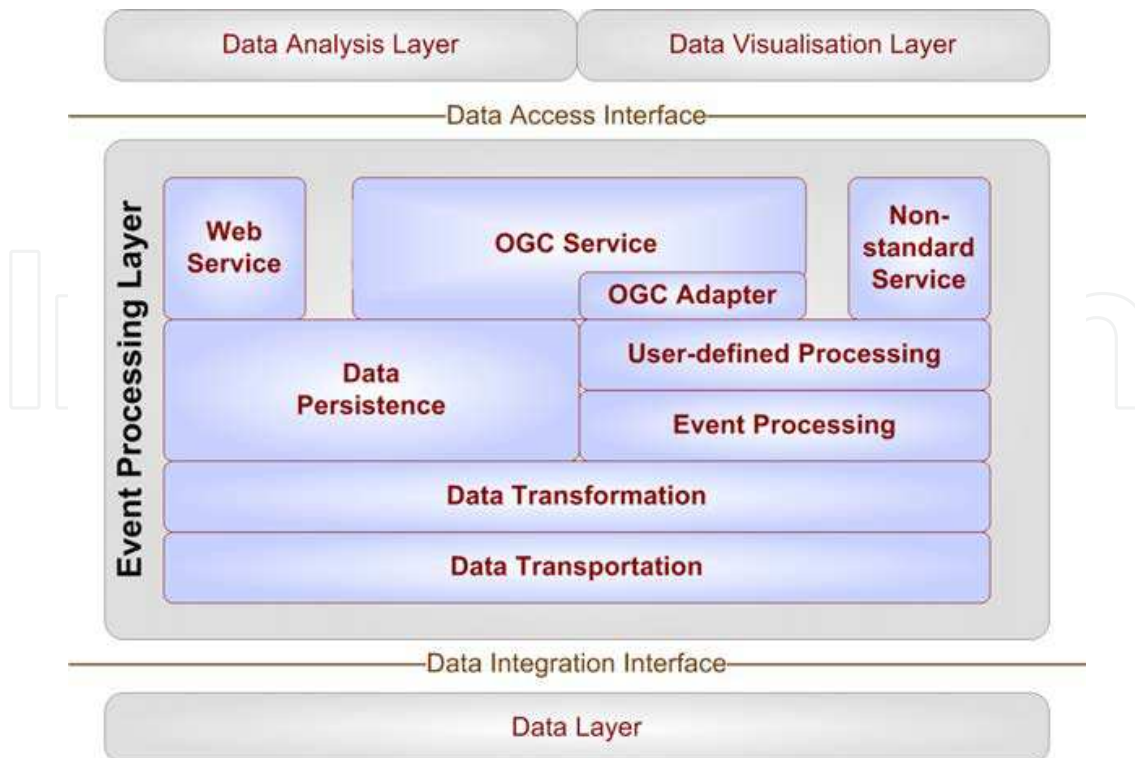 Data Analysis Layer
Data Visualisation Layer
Data Access Interface
Event Processing Layer
Web
Service
OGC Service
OGC Adapter
Non-
standard
Service
Data
Persistence
User-defined Processing
Event Processing
Data Transformation
Data Transportation
Data Integration Interface
Data Layer